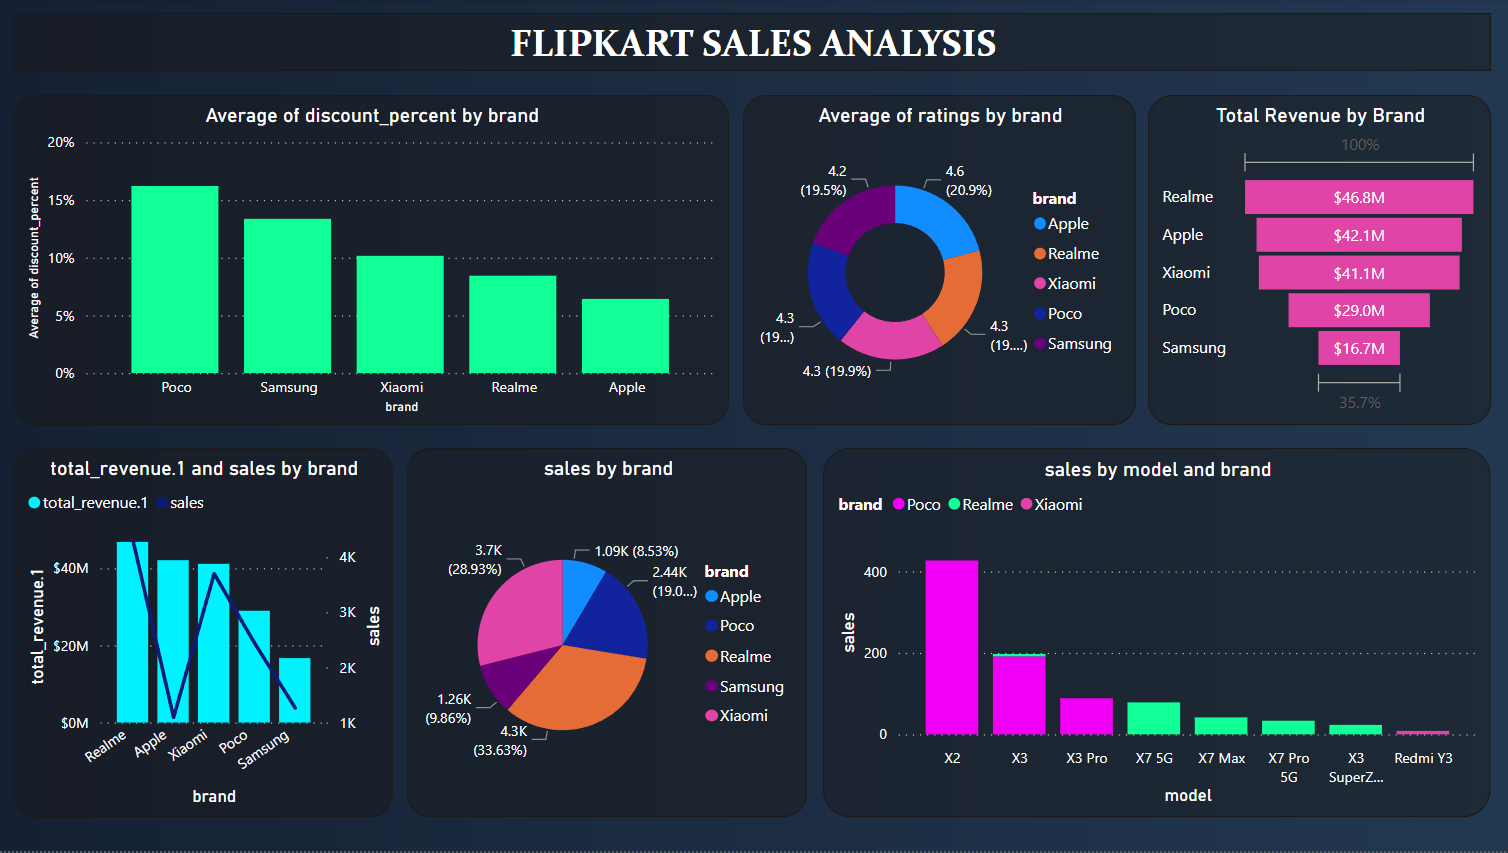 FLIPKART SALES ANALYSIS
Average of discount_percent by brand
Average of discount_percent
20%
15%
10%
5%
0%
Poco
Samsung
Xiaomi
Realme
Apple
brand
Average of ratings by brand
4.2
(19.5%)
4.6
(20.9%)
4.3
(19...)
4.3
(19....)
4.3 (19.9%)
brand
Apple
Realme
Xiaomi
Poco
Samsung
Total Revenue by Brand
100%
Realme
$46.8M
Apple
$42.1M
Xiaomi
$41.1M
Poco
$29.0M
Samsung
$16.7M
35.7%
total_revenue.1 and sales by brand
total_revenue.1
sales
total_revenue.1
$40M
$20M
$0M
4K
3K
2K
1K
sales
Realme
Apple
Xiaomi
Poco
Samsung
brand
sales by brand
3.7K
(28.93%)
1.09K (8.53%)
2.44K
(19.0...)
1.26K
(9.86%)
4.3K
(33.63%)
brand
Apple
Poco
Realme
Samsung
Xiaomi
sales by model and brand
brand
Poco
Realme
Xiaomi
sales
400
200
0
X2
X3
X3 Pro
X7 5G
X7 Max
X7 Pro
5G
X3
SuperZ...
Redmi Y3
model